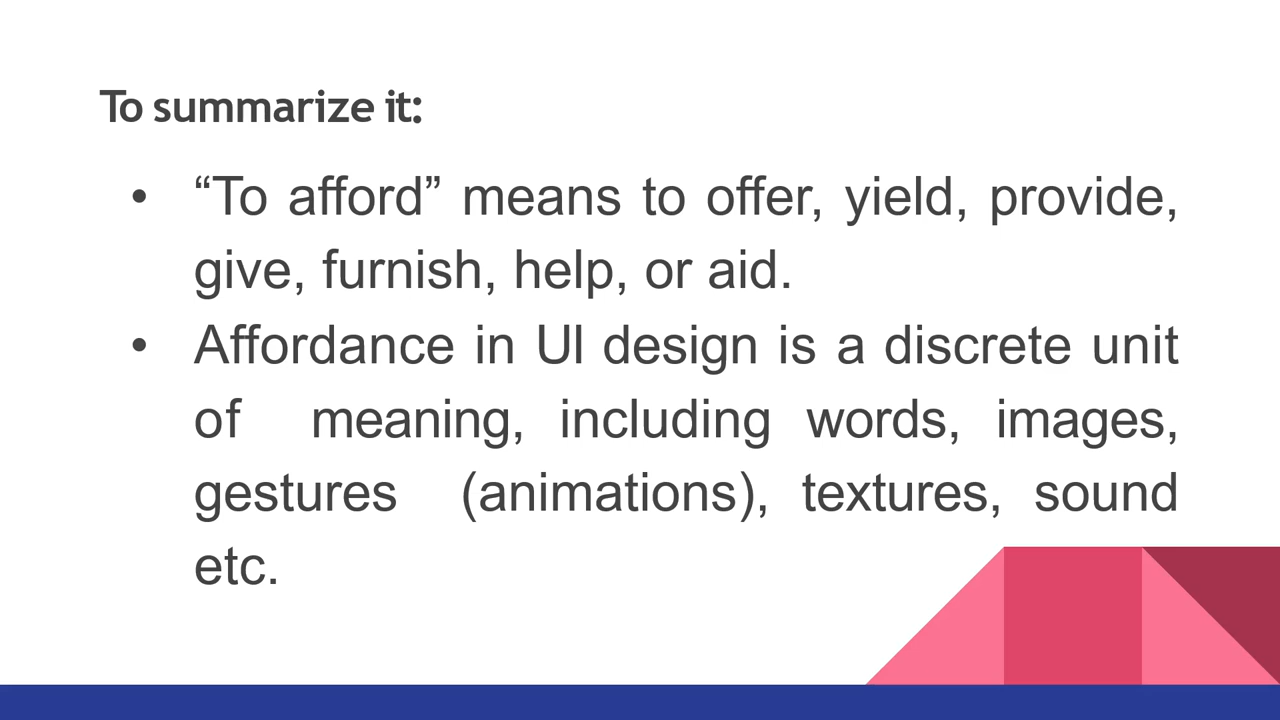 To summarize it:
• “To afford” means to offer, yield, provide,
give, furnish, help, or aid.
• Affordance in UI design is a discrete unit
of meaning, including words, images,
gestures (animations), textures, sound
etc.